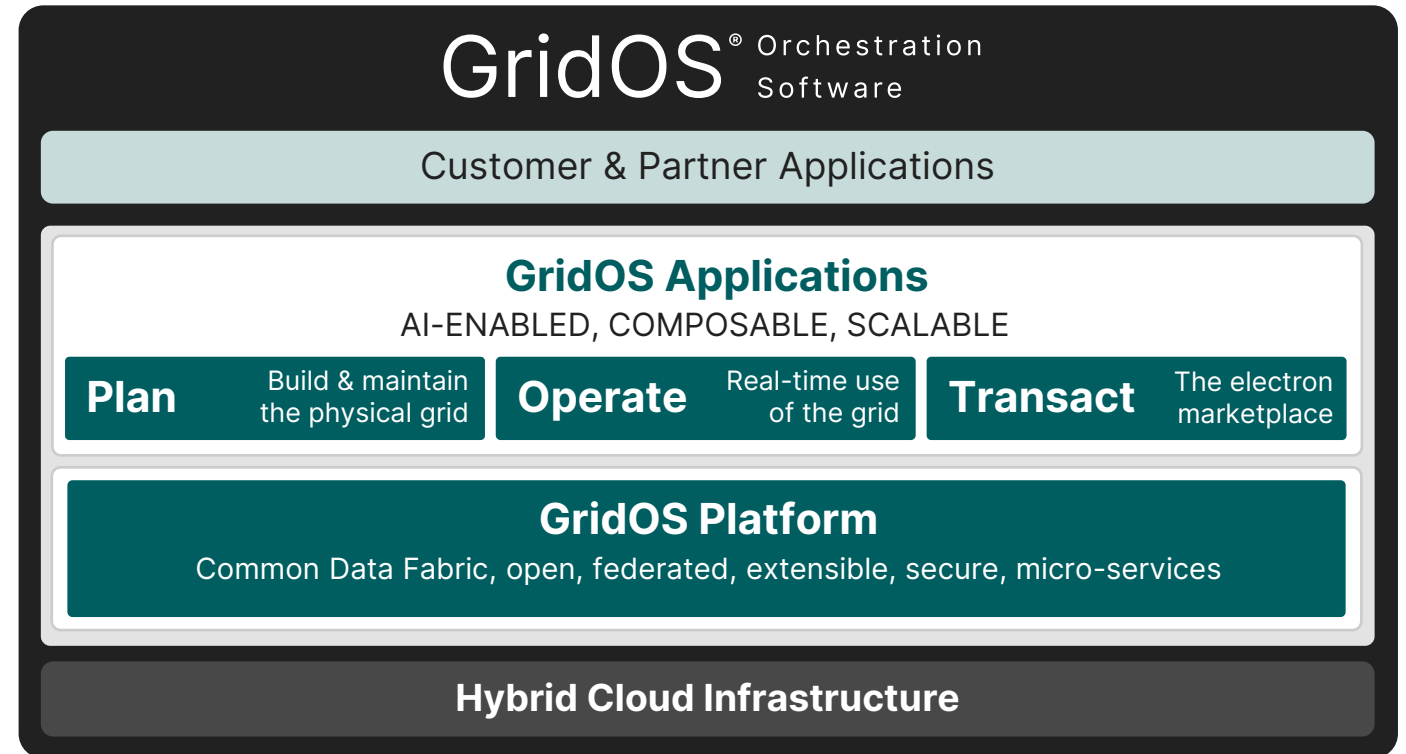 GridOS® Orchestration
Software
Customer & Partner Applications
GridOS Applications
AI-ENABLED, COMPOSABLE, SCALABLE
Plan
Build & maintain
the physical grid
Operate
Real-time use
of the grid
Transact
The electron
marketplace
GridOS Platform
Common Data Fabric, open, federated, extensible, secure, micro-services
Hybrid Cloud Infrastructure